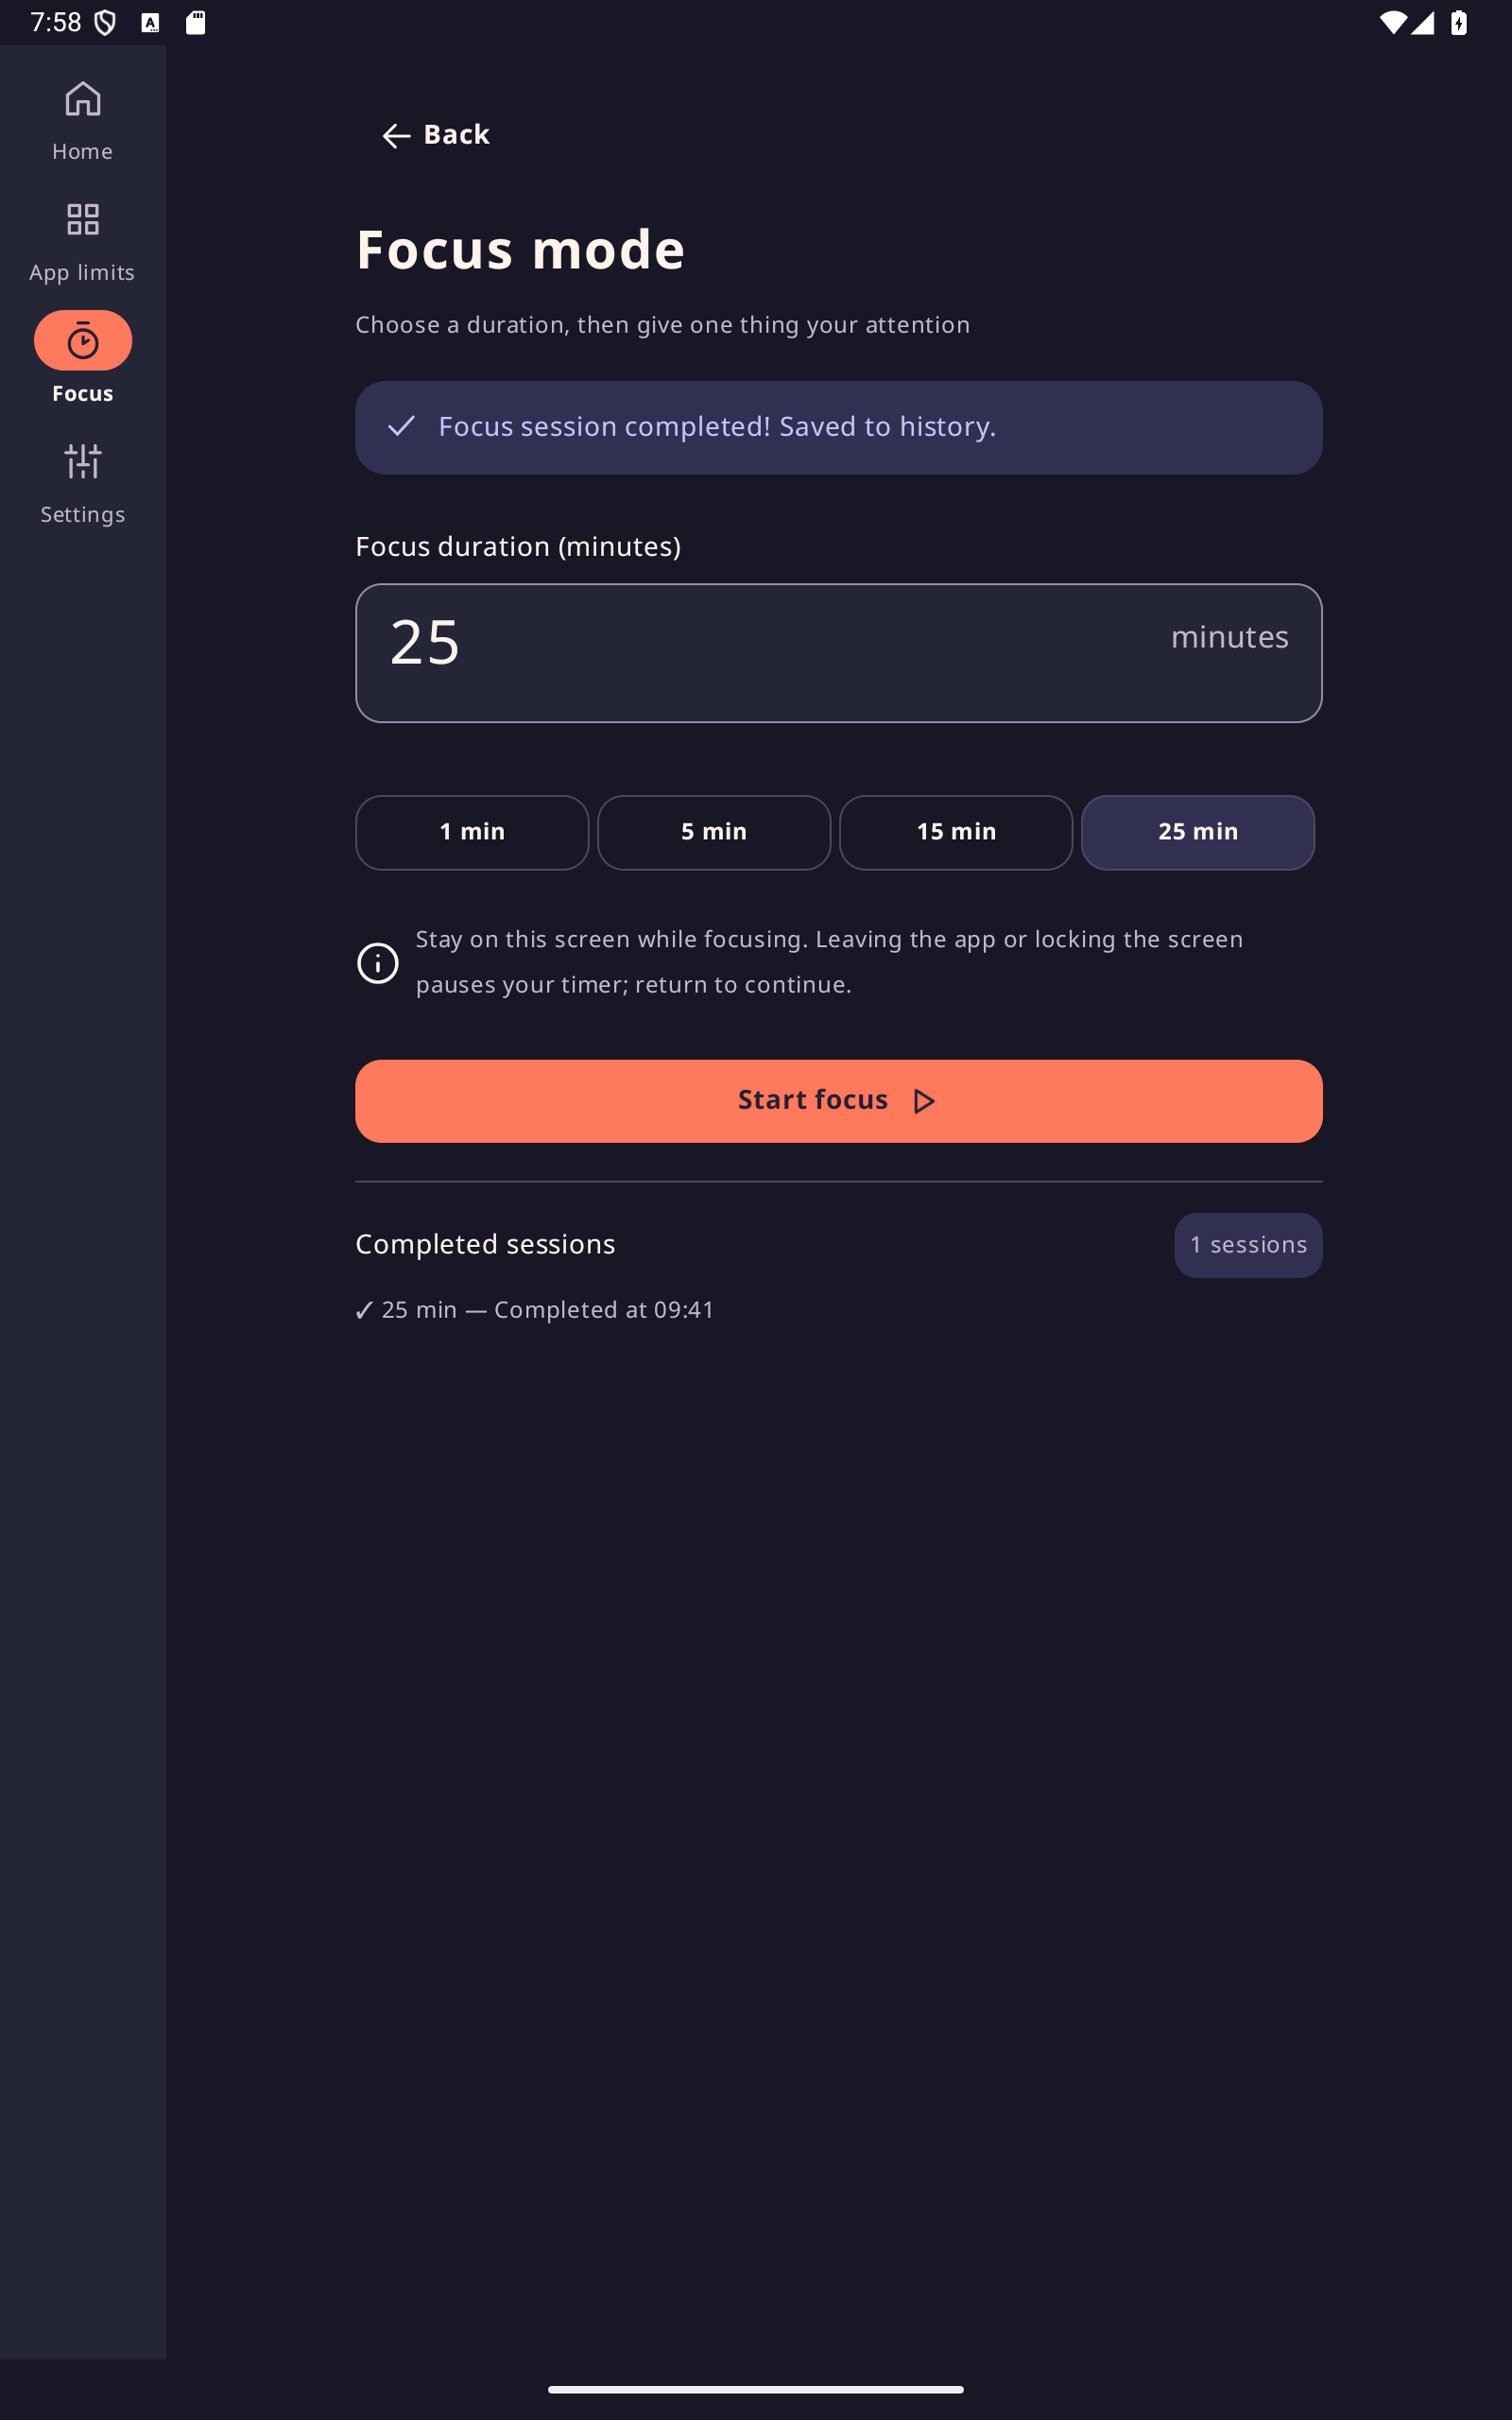 7:58
Home
App limits
Focus
Settings
Back
Focus mode
Choose a duration, then give one thing your attention
Focus session completed! Saved to history.
Focus duration (minutes)
25 minutes
1 min 5 min 15 min 25 min
Stay on this screen while focusing. Leaving the app or locking the screen
pauses your timer; return to continue.
Start focus
Completed sessions 1 sessions
✓ 25 min — Completed at 09:41